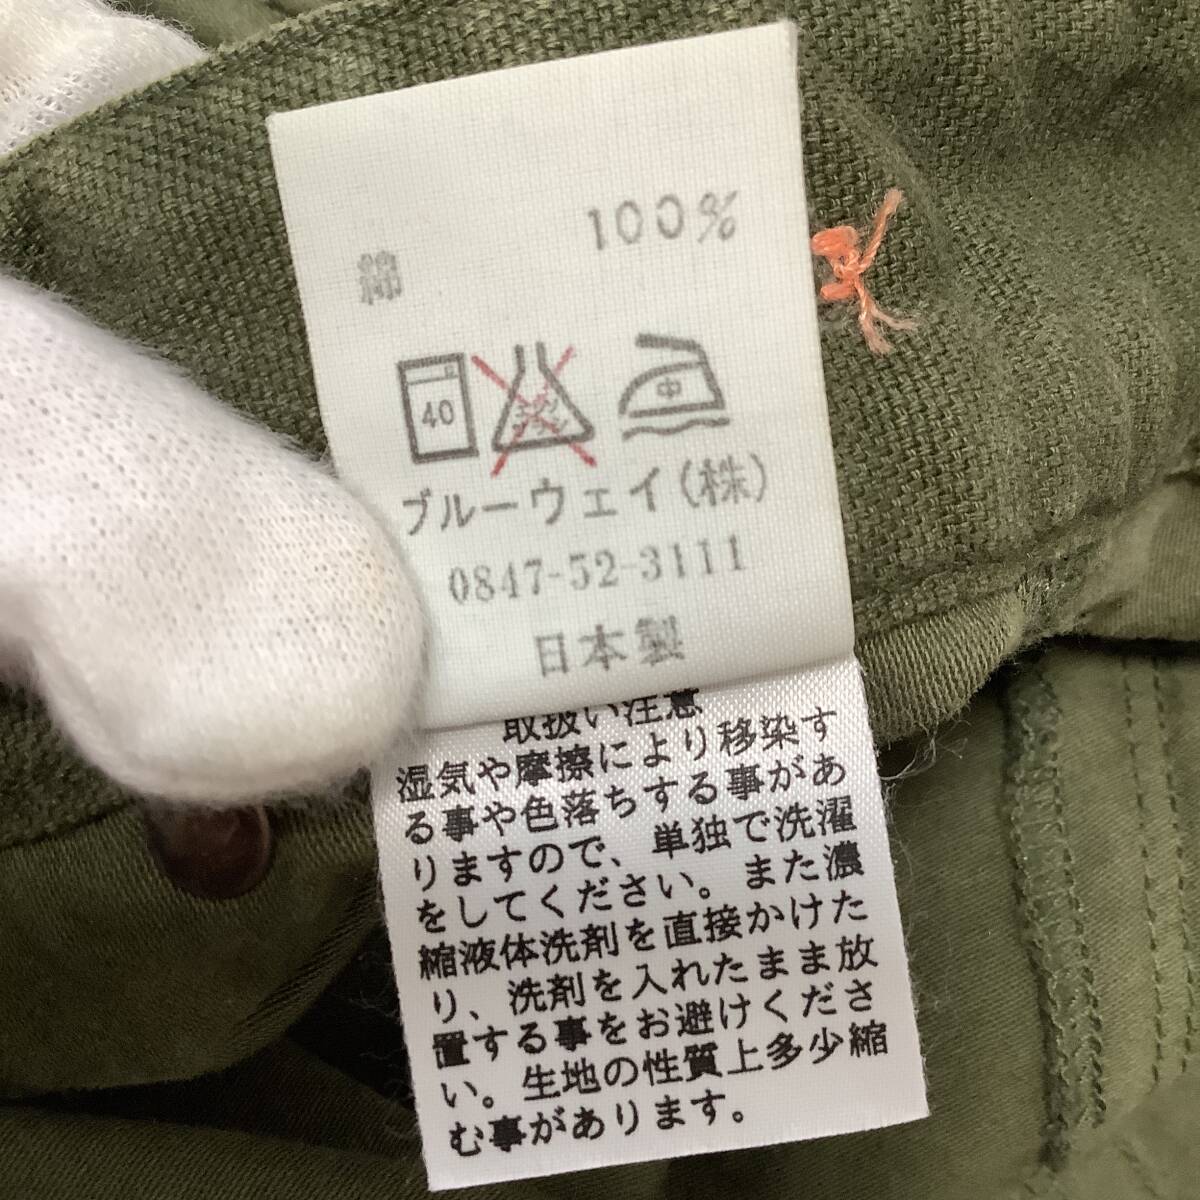 綿 100%
40 エンソサラシ 中
ブルーウェイ(株)
0847-52-3111
日本製
取扱い注意
湿気や摩擦により移染す
る事や色落ちする事があ
りますので、単独で洗濯
をしてください。また濃
縮液体洗剤を直接かけた
り、洗剤を入れたまま放
置する事をお避けくださ
い。生地の性質上多少縮
む事があります。